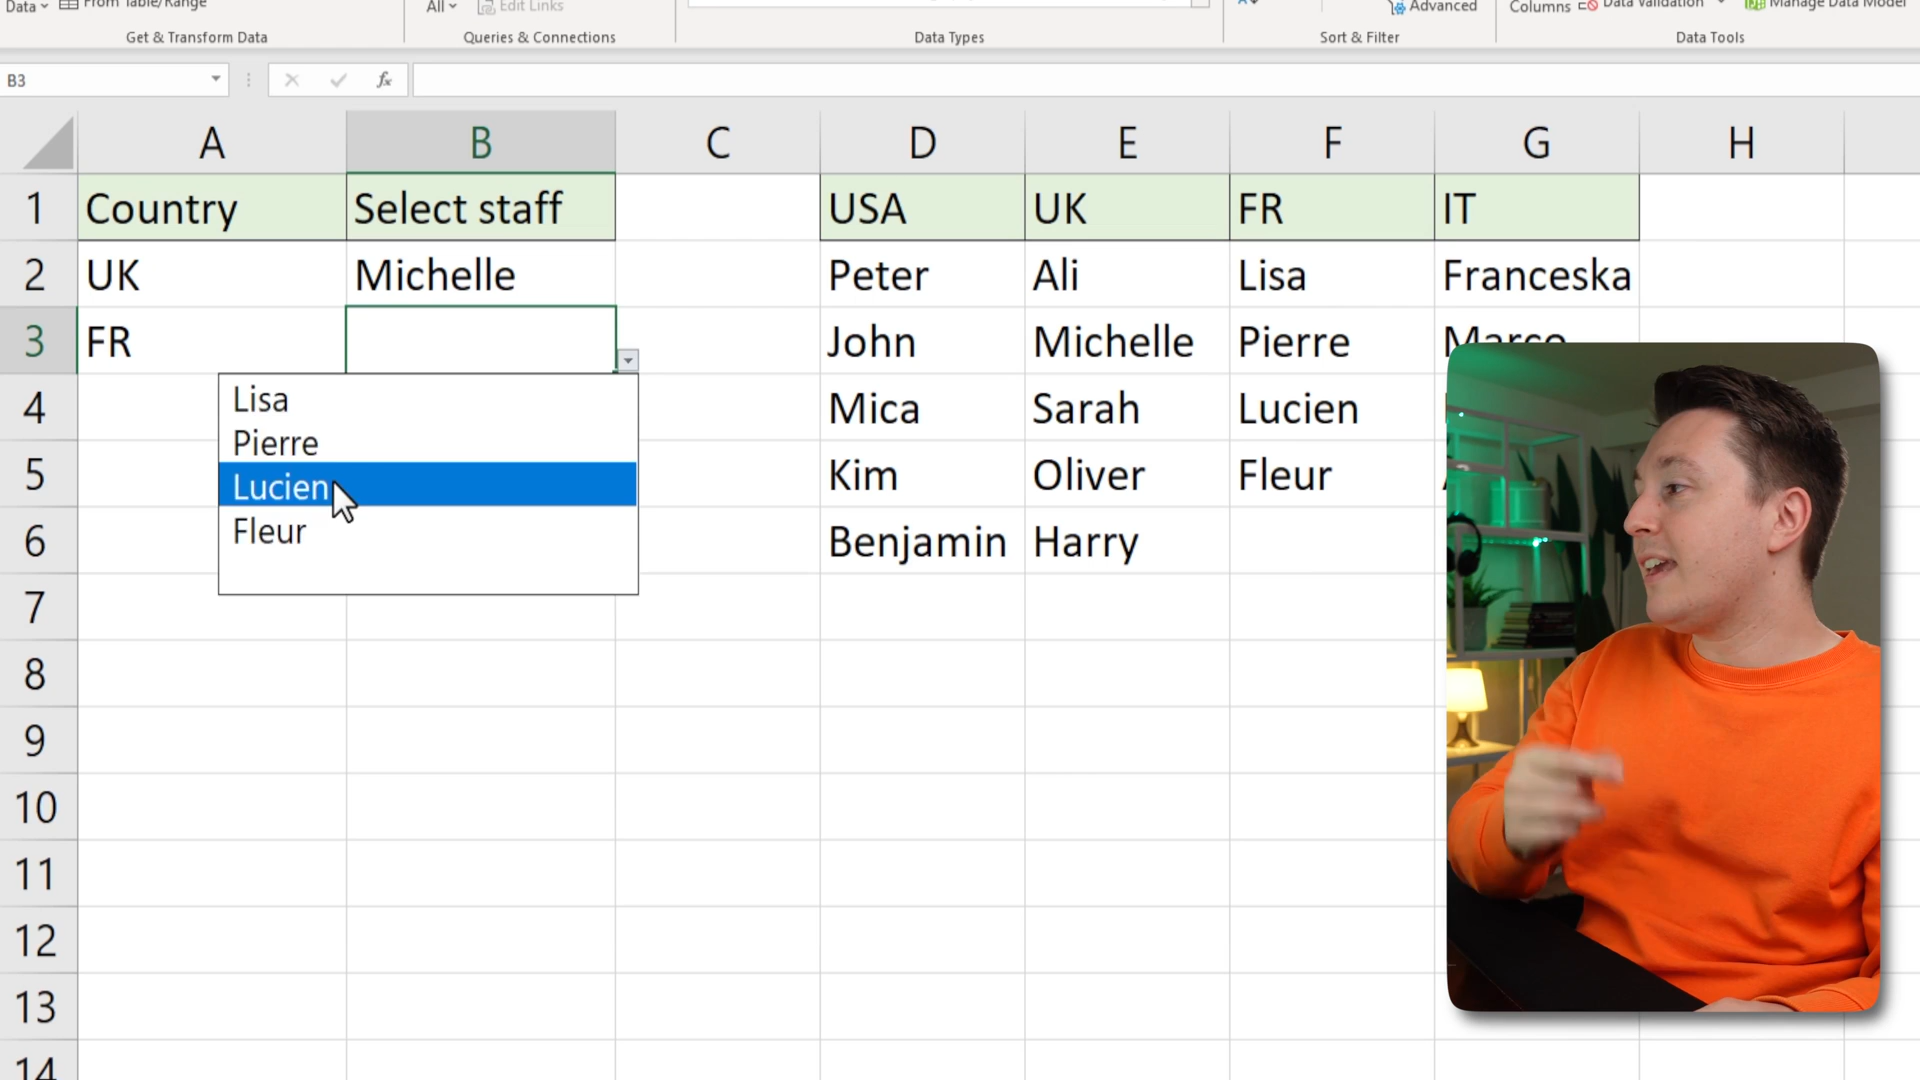 Data From Table/Range All Edit Links Advanced Columns Data Validation Manage Data Model
Get & Transform Data Queries & Connections Data Types Sort & Filter Data Tools
B3 fx
A B C D E F G H
1 Country Select staff USA UK FR IT
2 UK Michelle Peter Ali Lisa Franceska
3 FR John Michelle Pierre Marco
4 Mica Sarah Lucien
5 Kim Oliver Fleur
6 Benjamin Harry
Lisa
Pierre
Lucien
Fleur
7
8
9
10
11
12
13
14